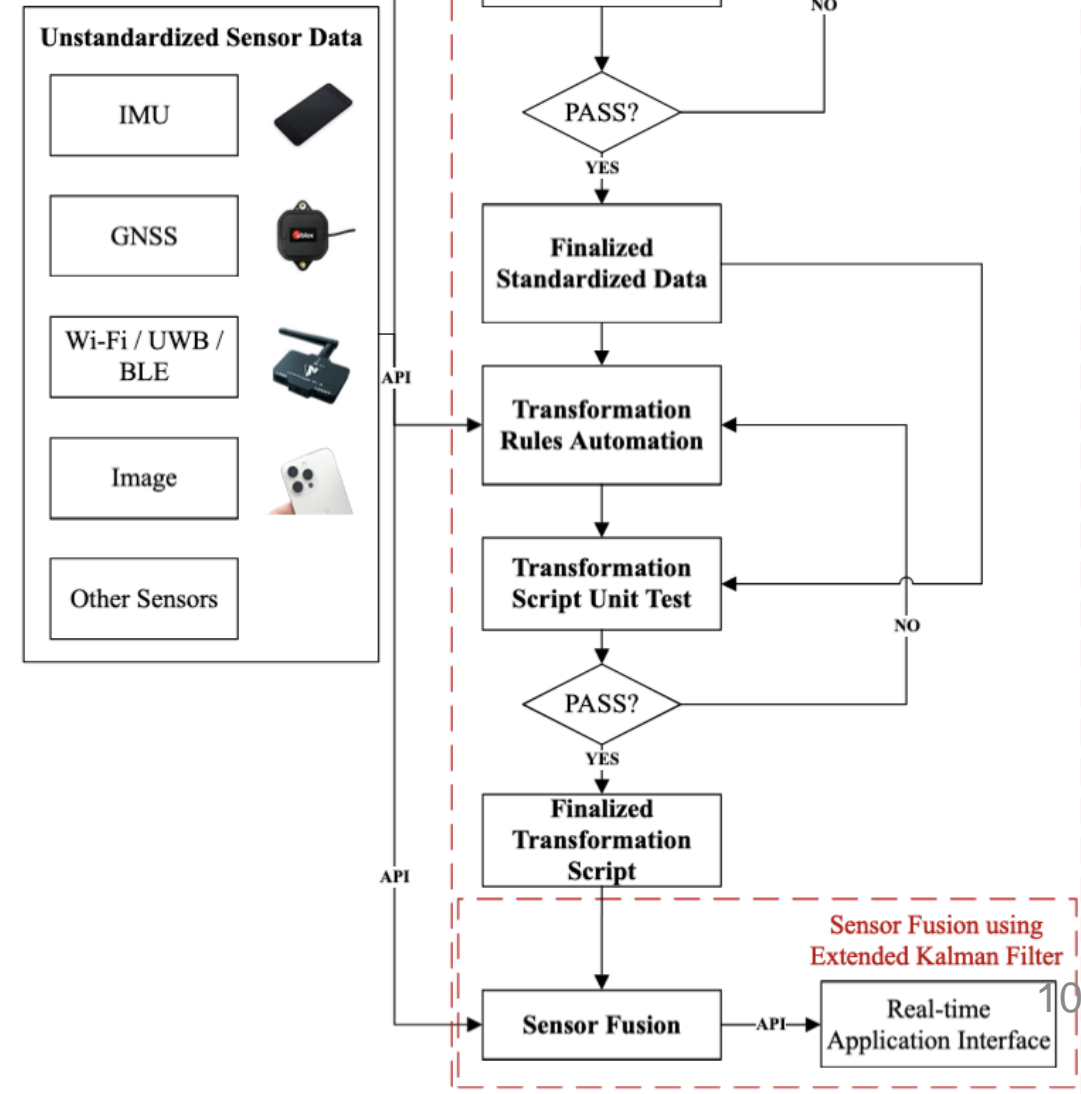 NO
Unstandardized Sensor Data
IMU
GNSS
Wi-Fi / UWB /
BLE
Image
Other Sensors
API
API
PASS?
YES
Finalized
Standardized Data
Transformation
Rules Automation
Transformation
Script Unit Test
NO
PASS?
YES
Finalized
Transformation
Script
Sensor Fusion using
Extended Kalman Filter
Sensor Fusion
API
Real-time
Application Interface
10